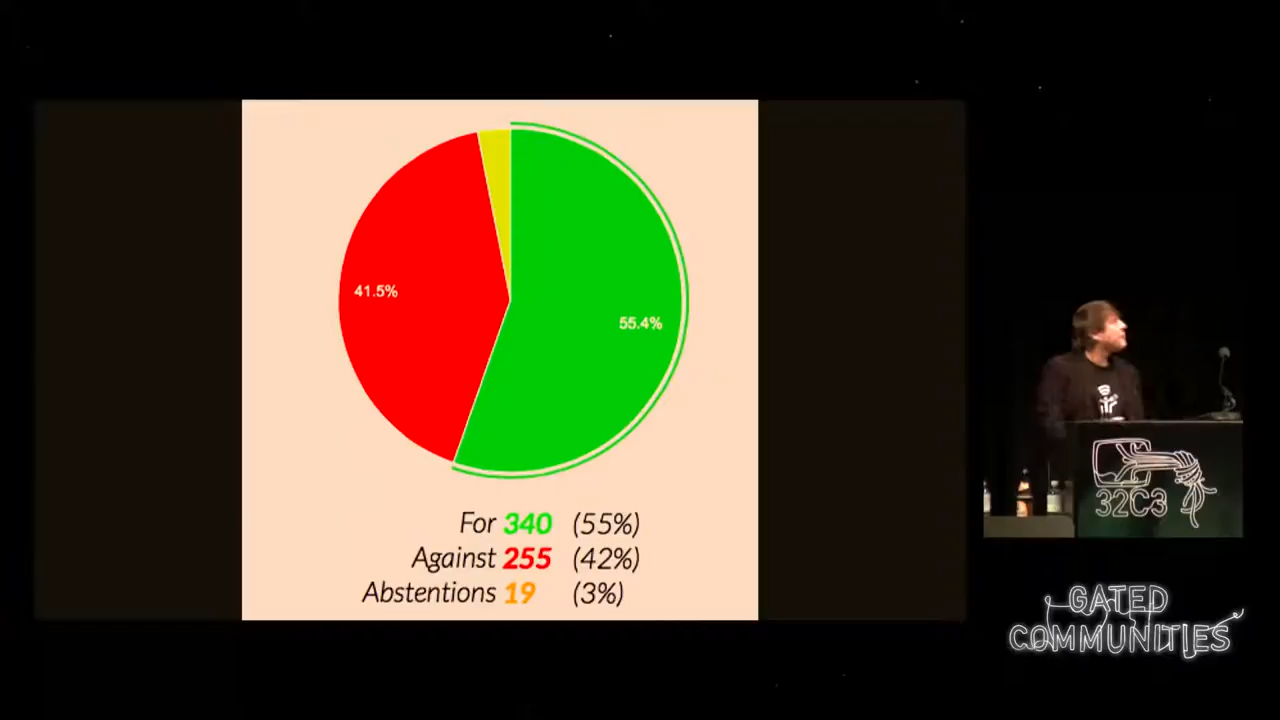 41.5%
55.4%
For 340 (55%)
Against 255 (42%)
Abstentions 19 (3%)
32C3
GATED
COMMUNITIES